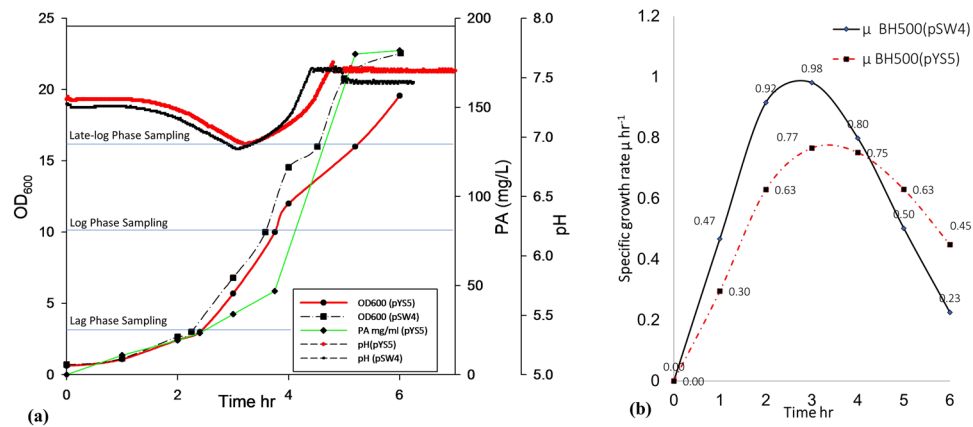 25
20
15
10
5
0
OD600
Late-log Phase Sampling
Log Phase Sampling
Lag Phase Sampling
OD600 (pYS5)
OD600 (pSW4)
PA mg/ml (pYS5)
pH(pYS5)
pH (pSW4)
0 2 4 6
Time hr
(a)
200
150
100
50
0
PA (mg/L)
8.0
7.5
7.0
6.5
6.0
5.5
5.0
pH
1.2
1
0.8
0.6
0.4
0.2
0
Specific growth rate μ hr⁻¹
μ BH500(pSW4)
μ BH500(pYS5)
0.98
0.92
0.80
0.77
0.75
0.63
0.63
0.47
0.50
0.45
0.30
0.23
0.00
0.00
0 1 2 3 4 5 6
Time hr
(b)